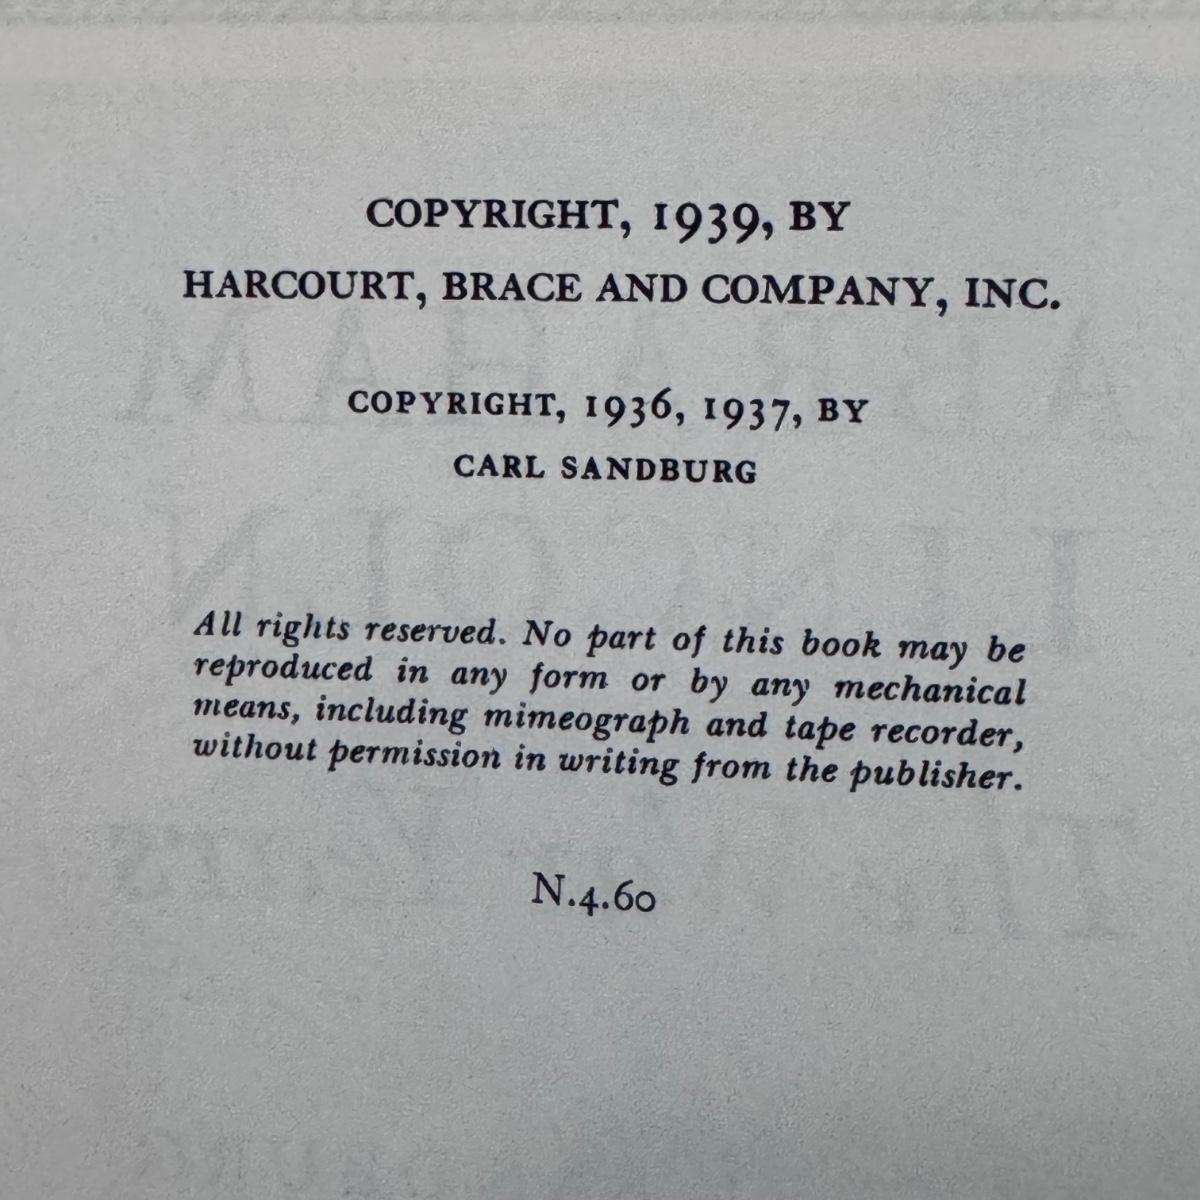 COPYRIGHT, 1939, BY
HARCOURT, BRACE AND COMPANY, INC.
COPYRIGHT, 1936, 1937, BY
CARL SANDBURG
All rights reserved. No part of this book may be
reproduced in any form or by any mechanical
means, including mimeograph and tape recorder,
without permission in writing from the publisher.
N.4.60